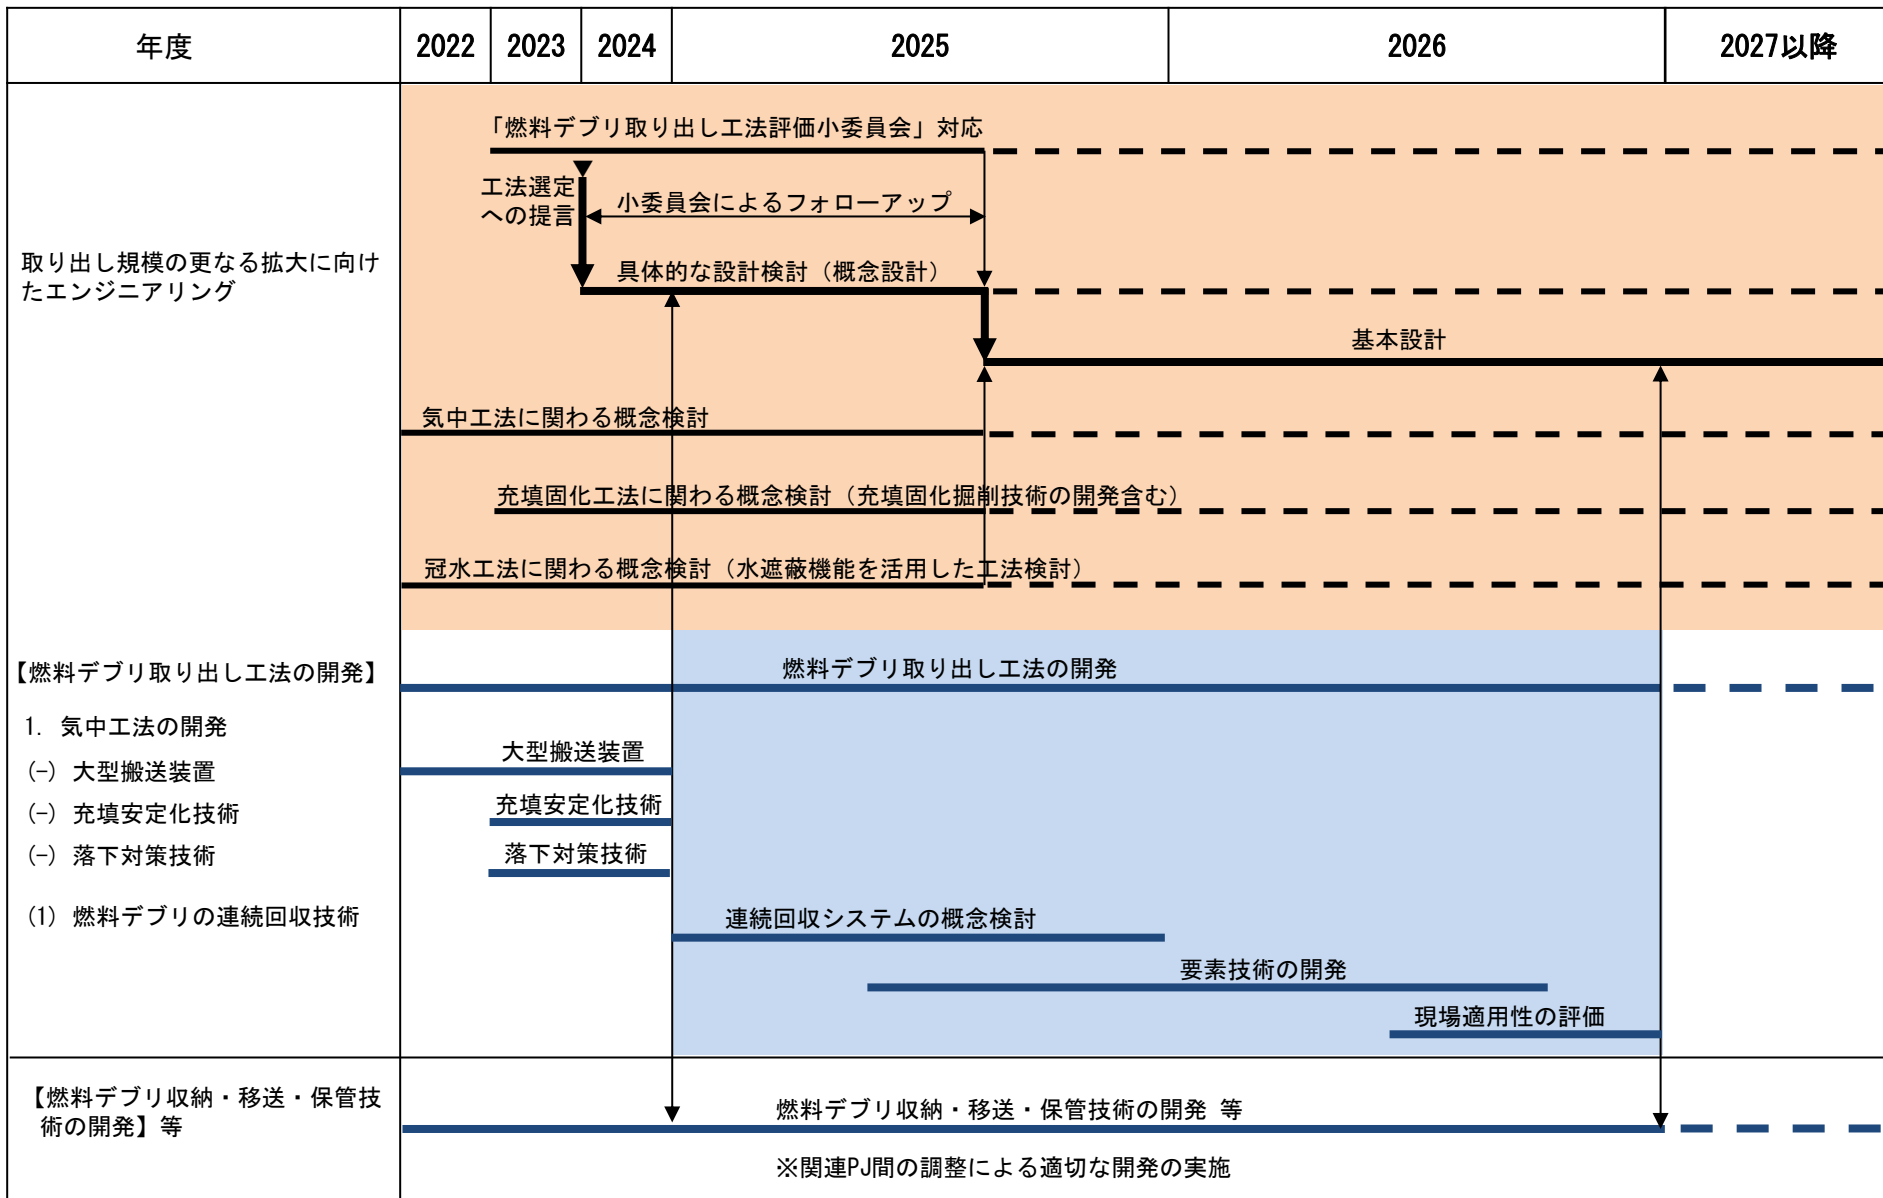 年度
2022
2023
2024
2025
2026
2027以降
「燃料デブリ取り出し工法評価小委員会」対応
工法選定
への提言
小委員会によるフォローアップ
取り出し規模の更なる拡大に向け
たエンジニアリング
具体的な設計検討（概念設計）
基本設計
気中工法に関わる概念検討
充填固化工法に関わる概念検討（充填固化掘削技術の開発含む）
冠水工法に関わる概念検討（水遮蔽機能を活用した工法検討）
【燃料デブリ取り出し工法の開発】
燃料デブリ取り出し工法の開発
1. 気中工法の開発
(-) 大型搬送装置
大型搬送装置
(-) 充填安定化技術
充填安定化技術
(-) 落下対策技術
落下対策技術
(1) 燃料デブリの連続回収技術
連続回収システムの概念検討
要素技術の開発
現場適用性の評価
【燃料デブリ収納・移送・保管技
術の開発】等
燃料デブリ収納・移送・保管技術の開発 等
※関連PJ間の調整による適切な開発の実施